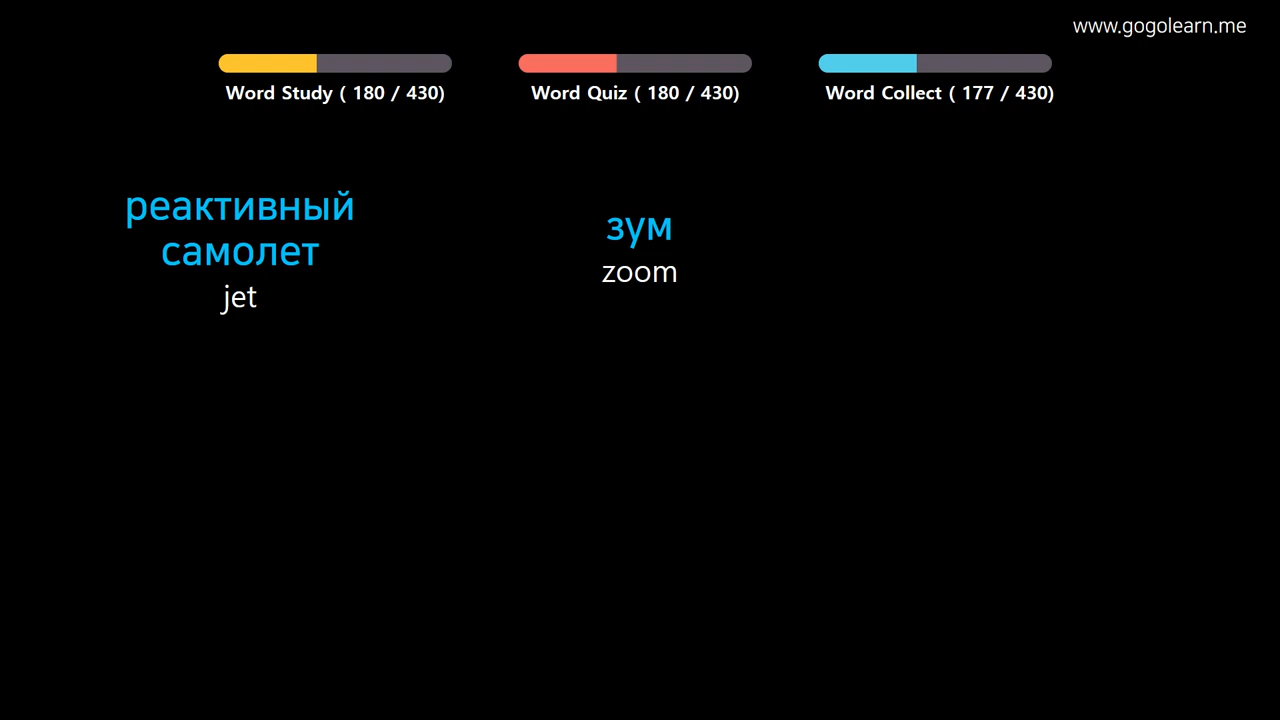 www.gogolearn.me
Word Study ( 180 / 430)
Word Quiz ( 180 / 430)
Word Collect ( 177 / 430)
реактивный
самолет
jet
зум
zoom